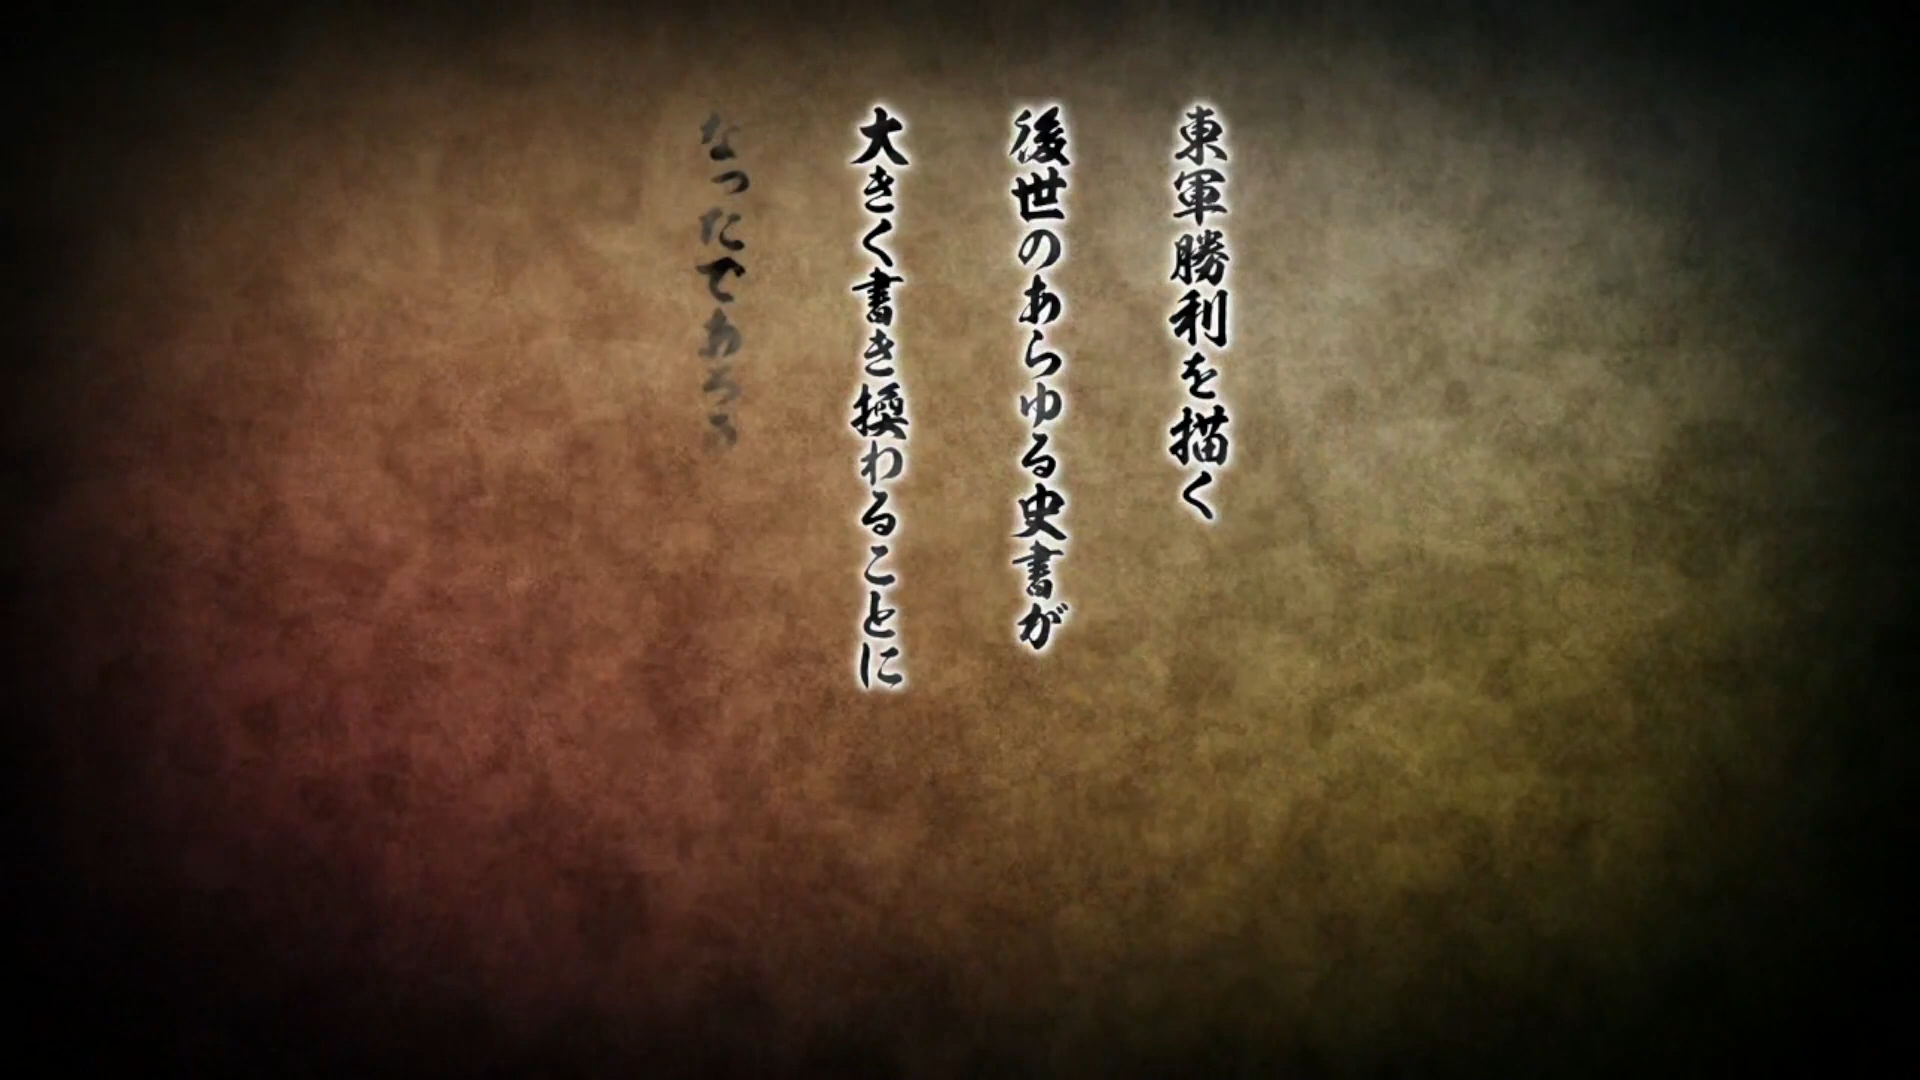 東軍勝利を描く
後世のあらゆる史書が
大きく書き換わることに
なったであろう